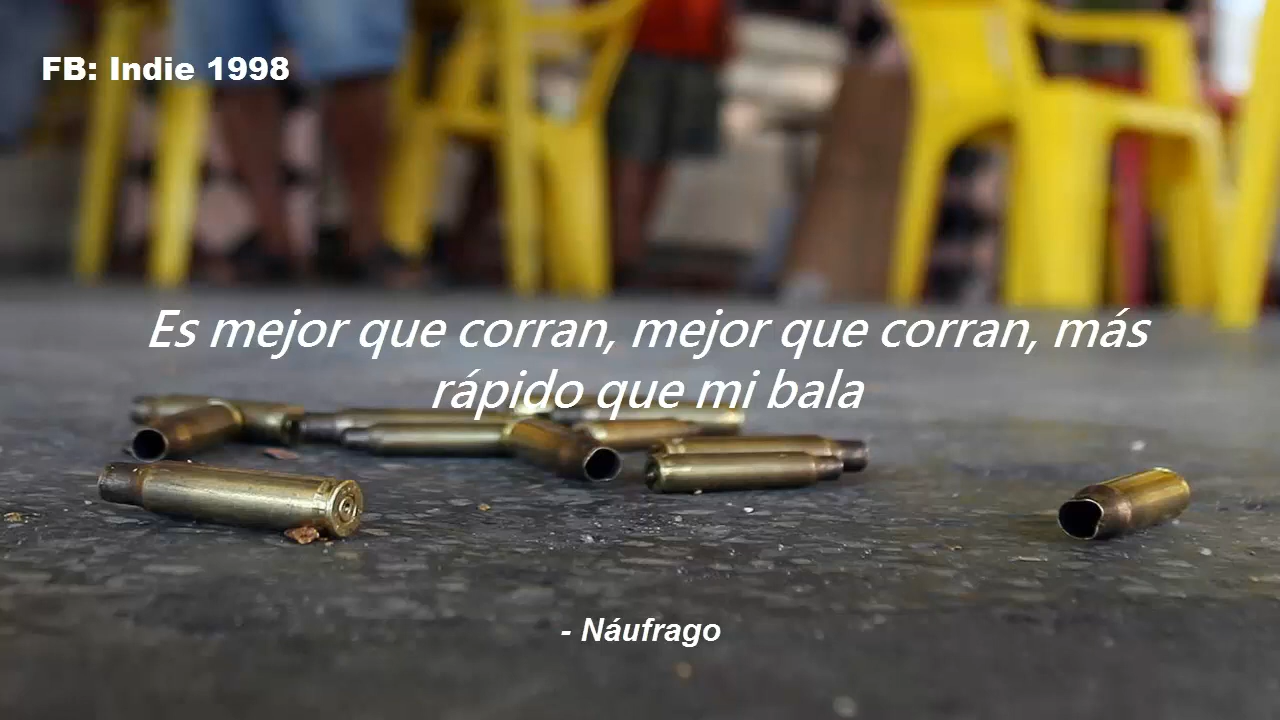 FB: Indie 1998
Es mejor que corran, mejor que corran, más
rápido que mi bala
- Náufrago